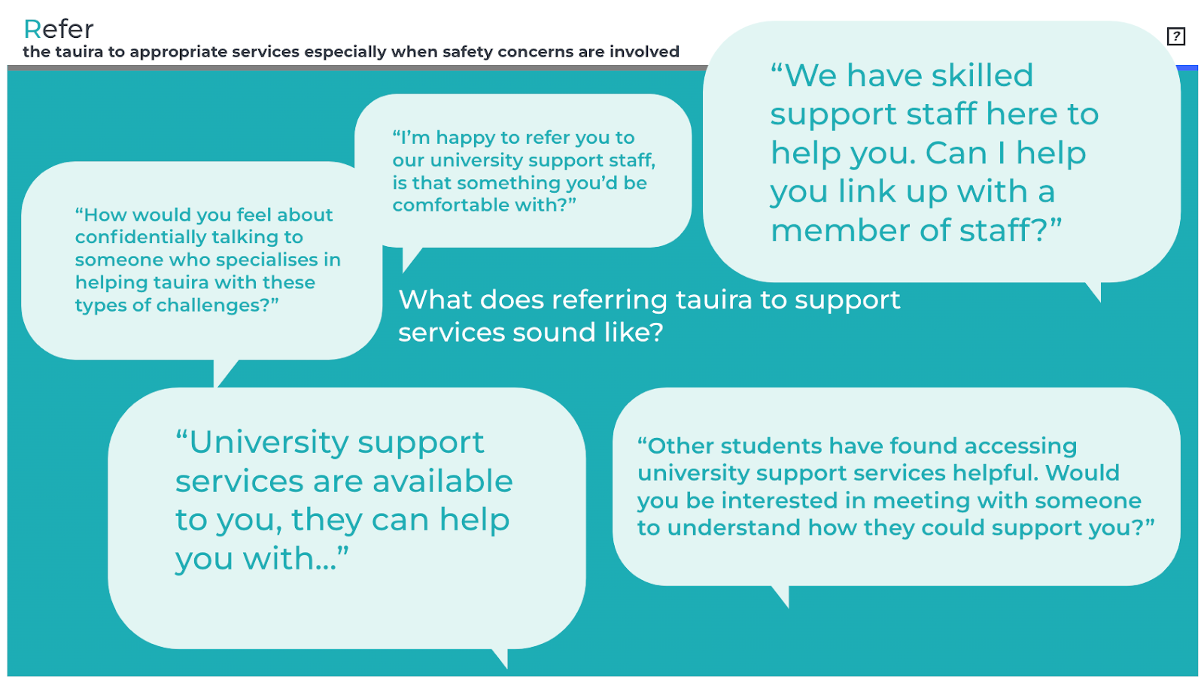 Refer
the tauira to appropriate services especially when safety concerns are involved
?
“We have skilled
support staff here to
help you. Can I help
you link up with a
member of staff?”
“I’m happy to refer you to
our university support staff,
is that something you’d be
comfortable with?”
“How would you feel about
confidentially talking to
someone who specialises in
helping tauira with these
types of challenges?”
What does referring tauira to support
services sound like?
“University support
services are available
to you, they can help
you with...”
“Other students have found accessing
university support services helpful. Would
you be interested in meeting with someone
to understand how they could support you?”